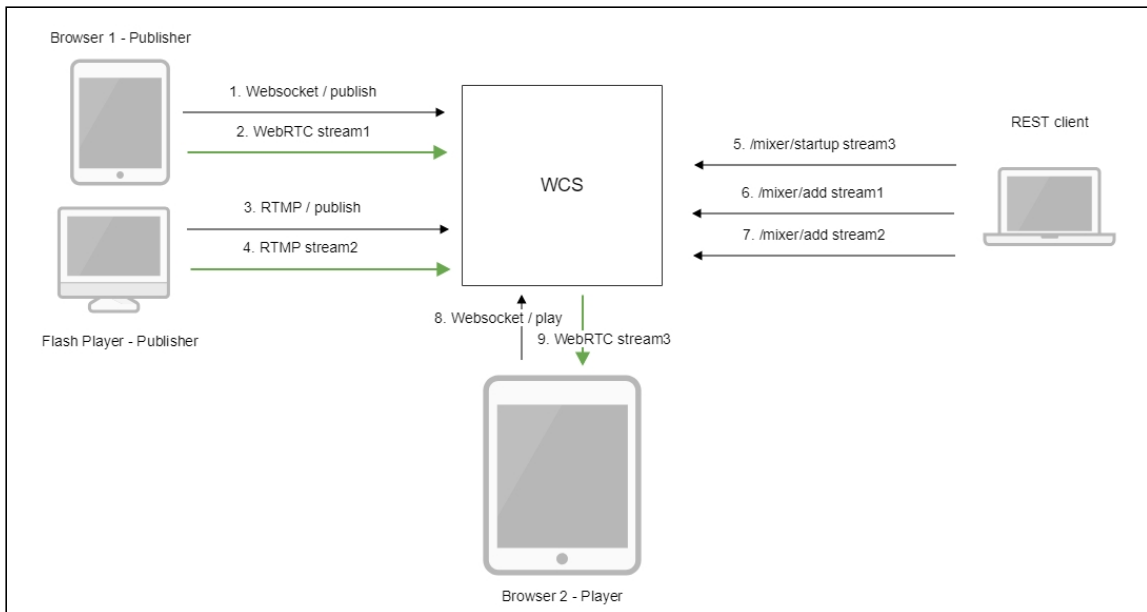 Browser 1 - Publisher
1. Websocket / publish
2. WebRTC stream1
3. RTMP / publish
4. RTMP stream2
Flash Player - Publisher
WCS
REST client
5. /mixer/startup stream3
6. /mixer/add stream1
7. /mixer/add stream2
8. Websocket / play
9. WebRTC stream3
Browser 2 - Player